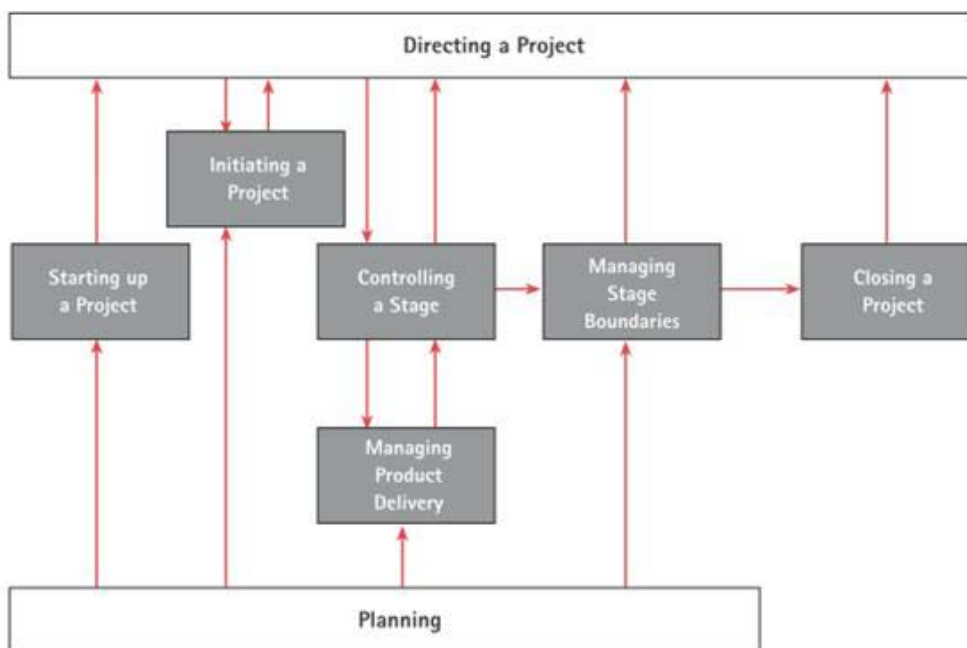 Directing a Project
Initiating a
Project
Starting up
a Project
Controlling
a Stage
Managing
Stage
Boundaries
Closing a
Project
Managing
Product
Delivery
Planning